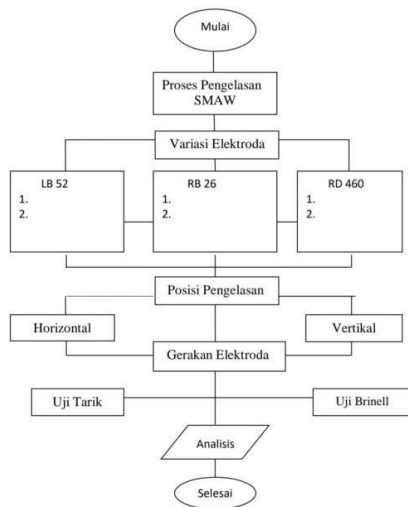 Mulai
Proses Pengelasan
SMAW
Variasi Elektroda
LB 52
1.
2.
RB 26
1.
2.
RD 460
1.
2.
Posisi Pengelasan
Horizontal
Vertikal
Gerakan Elektroda
Uji Tarik
Uji Brinell
Analisis
Selesai